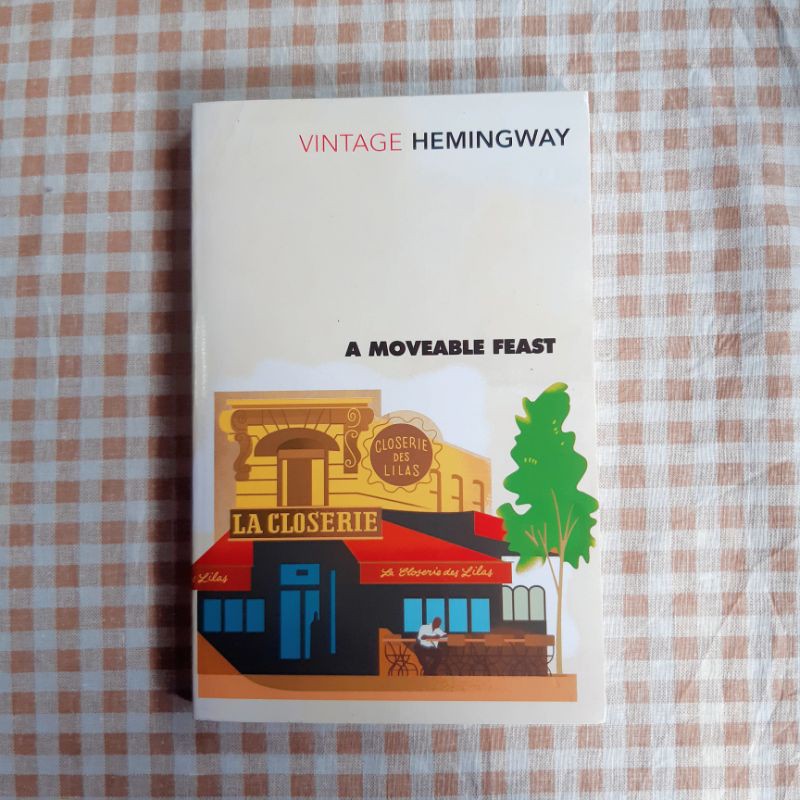 VINTAGE HEMINGWAY
A MOVEABLE FEAST
CLOSERIE
DES
LILAS
LA CLOSERIE
Lilas
La Closerie des Lilas